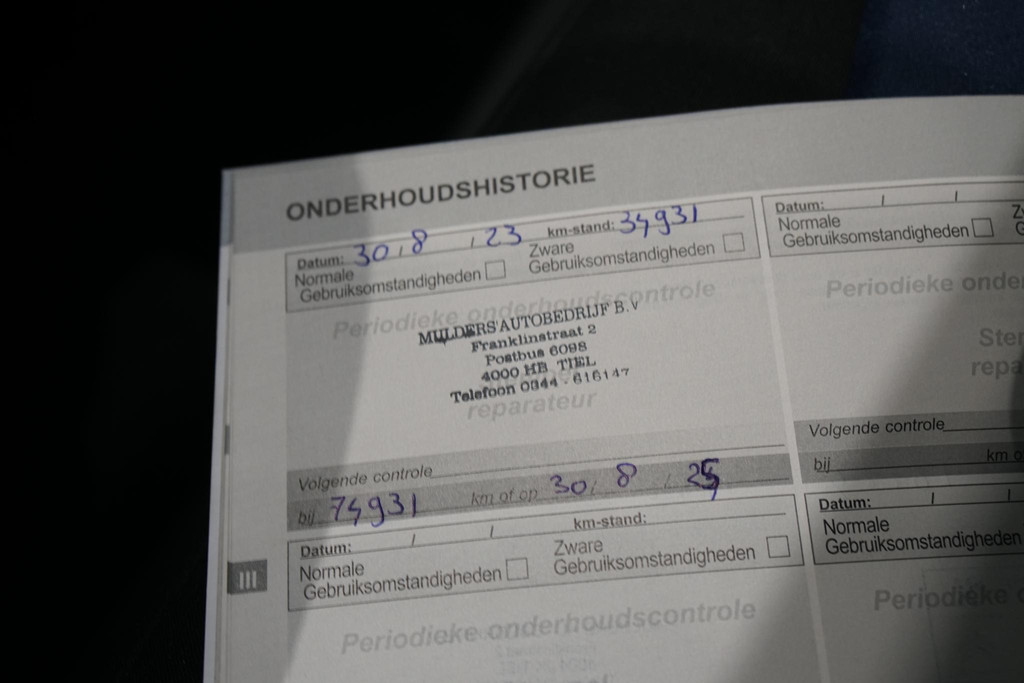 ONDERHOUDSHISTORIE
Datum: 30 / 8 / 23 km-stand: 34931
Normale Gebruiksomstandigheden
Zware Gebruiksomstandigheden
Periodieke onderhoudscontrole
MULDERS AUTOBEDRIJF B.V
Franklinstraat 2
Postbus 6098
4000 HB TIEL
Telefoon 0344 - 616147
reparateur
Volgende controle
bij 74931 km of op 30 / 8 / 25
Datum: / / km-stand:
Normale Gebruiksomstandigheden
Zware Gebruiksomstandigheden
Periodieke onderhoudscontrole
III
Datum: / /
Normale
Gebruiksomstandigheden
Periodieke
Volgende controle
bij km
Datum: / /
Normale
Gebruiksomstandigheden